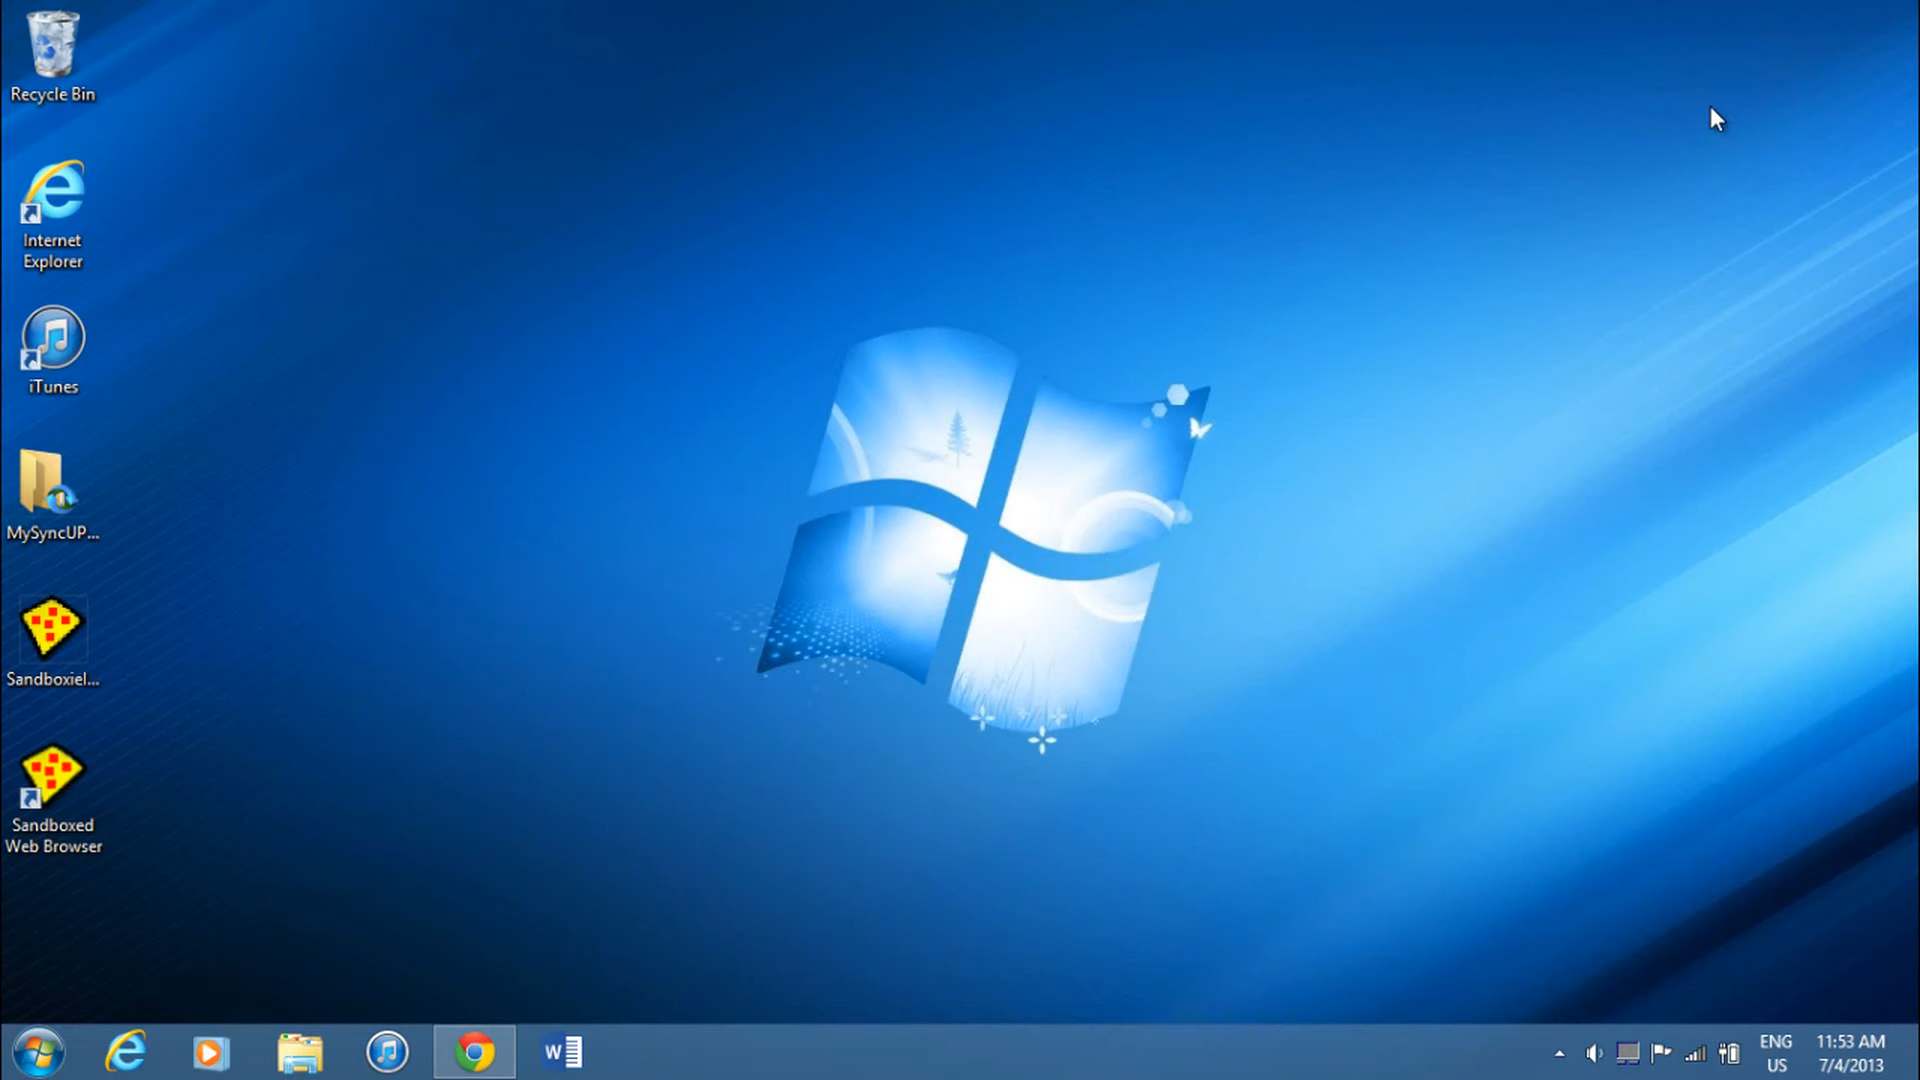 Recycle Bin
Internet
Explorer
iTunes
MySyncUP...
Sandboxiel...
Sandboxed
Web Browser
W
ENG
US
11:53 AM
7/4/2013